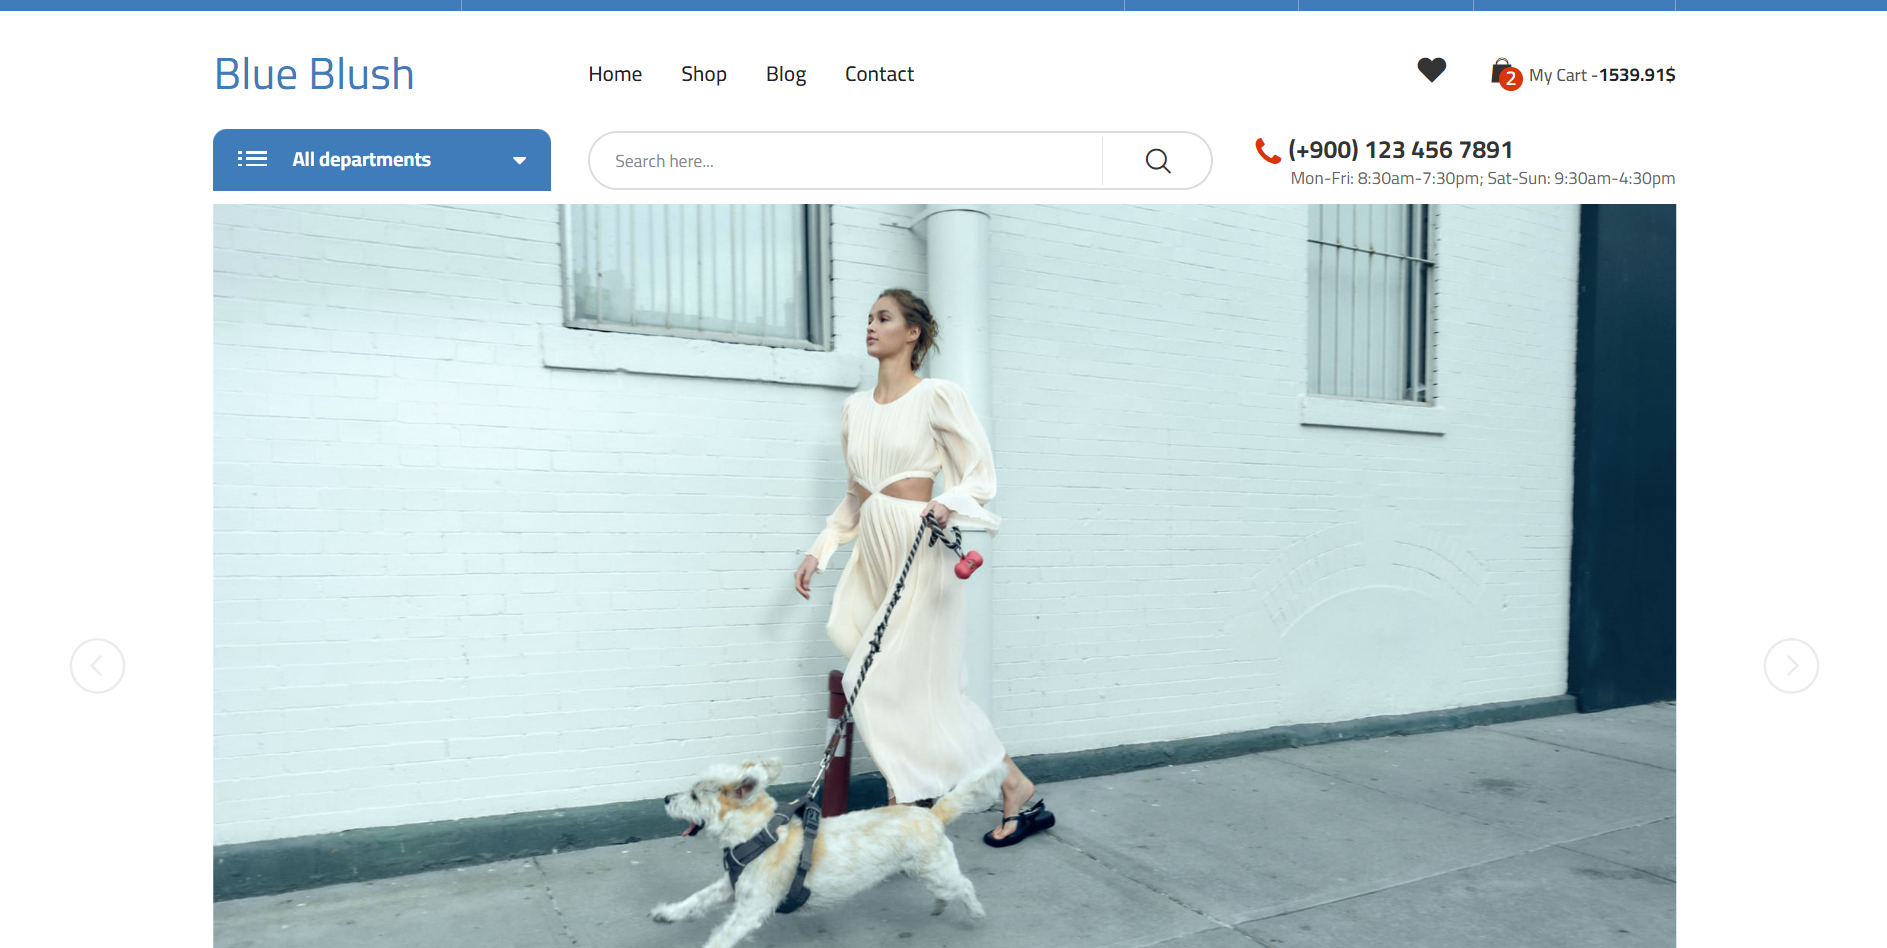 Blue Blush
Home Shop Blog Contact
2 My Cart -1539.91$
All departments
Search here...
(+900) 123 456 7891
Mon-Fri: 8:30am-7:30pm; Sat-Sun: 9:30am-4:30pm